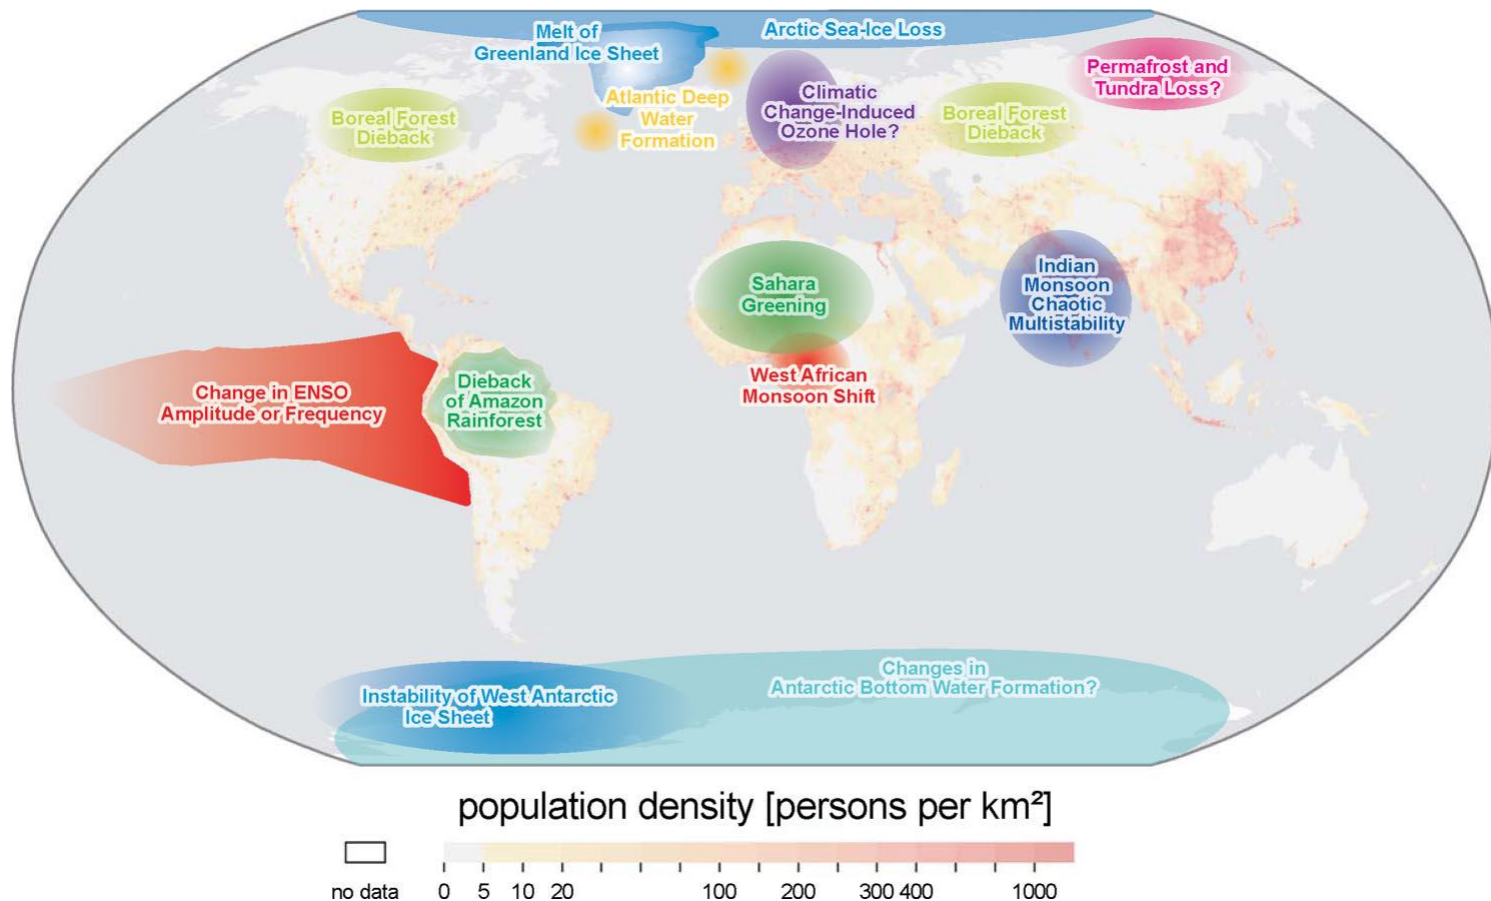 Melt of
Greenland Ice Sheet
Arctic Sea-Ice Loss
Permafrost and
Tundra Loss?
Atlantic Deep
Water
Formation
Climatic
Change-Induced
Ozone Hole?
Boreal Forest
Dieback
Boreal Forest
Dieback
Sahara
Greening
Indian
Monsoon
Chaotic
Multistability
West African
Monsoon Shift
Change in ENSO
Amplitude or Frequency
Dieback
of Amazon
Rainforest
Changes in
Antarctic Bottom Water Formation?
Instability of West Antarctic
Ice Sheet
population density [persons per km²]
no data
0 5 10 20 100 200 300 400 1000